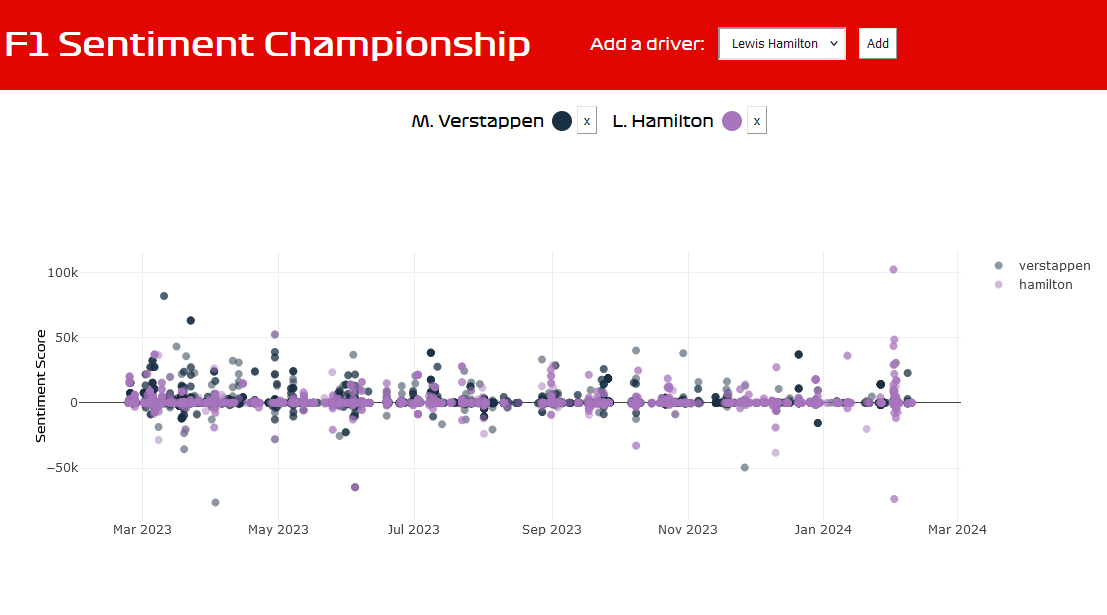 F1 Sentiment Championship
Add a driver: Lewis Hamilton Add
M. Verstappen x L. Hamilton x
verstappen
hamilton
Sentiment Score
100k
50k
0
−50k
Mar 2023 May 2023 Jul 2023 Sep 2023 Nov 2023 Jan 2024 Mar 2024